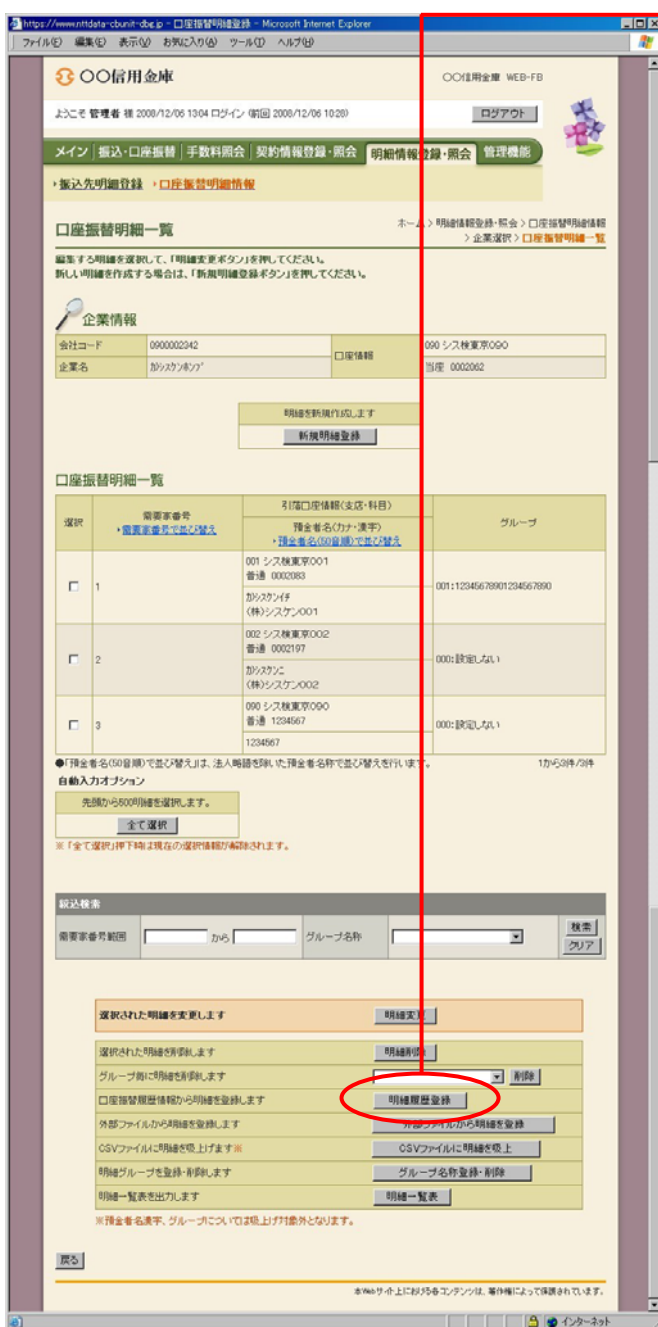 https://www.nttdata-cbunit-cbe.jp - 口座振替明細登録 - Microsoft Internet Explorer
ファイル(F) 編集(E) 表示(V) お気に入り(A) ツール(T) ヘルプ(H)
〇〇信用金庫
〇〇信用金庫 WEB-FB
ようこそ 管理者 様 2008/12/06 13:04 ログイン (前回 2008/12/06 10:28)
ログアウト
メイン 振込・口座振替 手数料照会 契約情報登録・照会 明細情報登録・照会 管理機能
振込先明細登録 口座振替明細情報
口座振替明細一覧
ホーム > 明細情報登録・照会 > 口座振替明細情報
> 企業選択 > 口座振替明細一覧
編集する明細を選択して、「明細変更ボタン」を押してください。
新しい明細を作成する場合は、「新規明細登録ボタン」を押してください。
企業情報
会社コード 0900002342 口座情報 090 シス検東京090
企業名 カ)シスケンホンプ 当座 0002062
明細を新規作成します
新規明細登録
口座振替明細一覧
選択 需要家番号 引落口座情報(支店・科目) グループ
需要家番号で並び替え 預金者名(カナ・漢字)
預金者名(50音順)で並び替え
001 シス検東京001
普通 0002083
1 001:12345678901234567890
カ)シスケンイチ
(株)シスケン001
002 シス検東京002
普通 0002197
2 000:設定しない
カ)シスケンニ
(株)シスケン002
090 シス検東京090
普通 1234567
3 000:設定しない
1234567
●「預金者名(50音順)で並び替え」は、法人略語を除いた預金者名称で並び替えを行います。 1から3件/3件
自動入力オプション
先頭から500明細を選択します。
全て選択
※「全て選択」押下時は現在の選択情報が解除されます。
絞込検索
需要家番号範囲 から グループ名称 検索
クリア
選択された明細を変更します 明細変更
選択された明細を削除します 明細削除
グループ毎に明細を削除します 削除
口座振替履歴情報から明細を登録します 明細履歴登録
外部ファイルから明細を登録します 外部ファイルから明細を登録
CSVファイルに明細を吸上げます※ CSVファイルに明細を吸上
明細グループを登録・削除します グループ名称登録・削除
明細一覧表を出力します 明細一覧表
※預金者名漢字、グループについては吸上げ対象外となります。
戻る
本Webサイト上における各コンテンツは、著作権によって保護されています。
インターネット